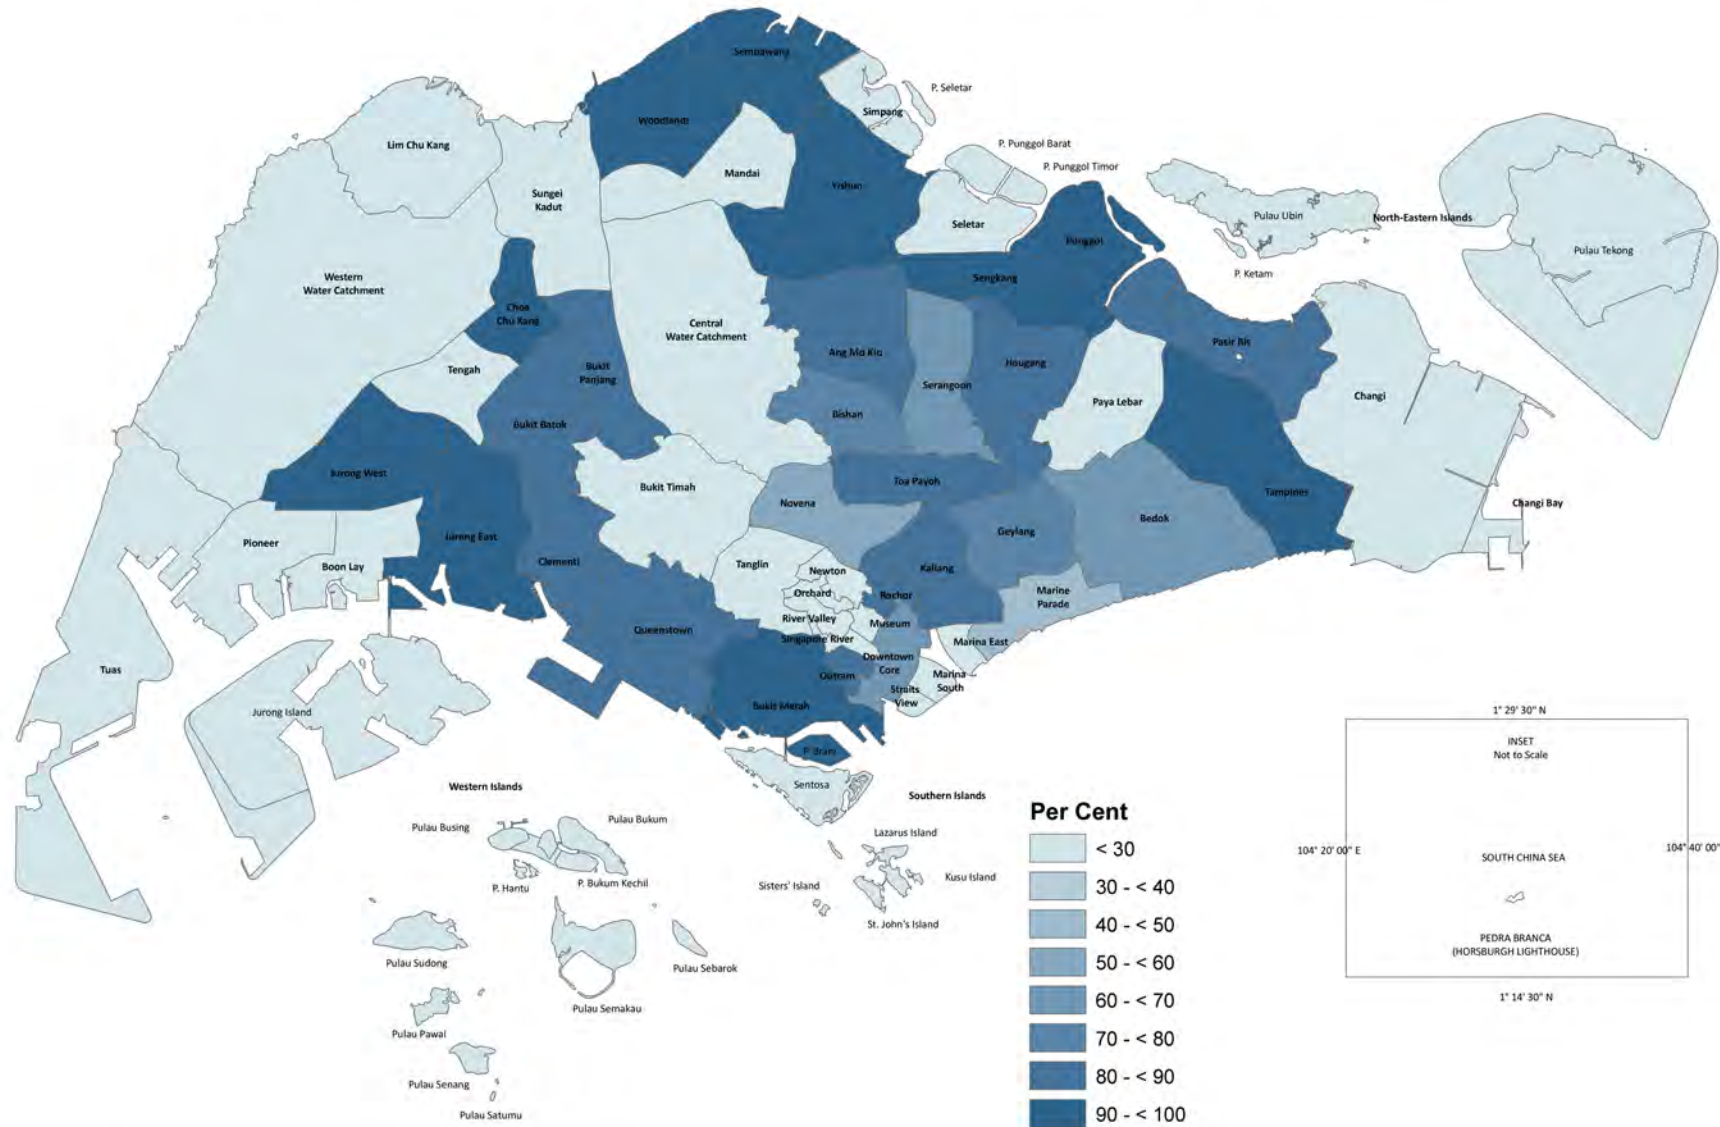 Sembawang
P. Seletar
Simpang
Woodlands
Lim Chu Kang
P. Punggol Barat
P. Punggol Timor
Mandai
Yishun
Sungei
Kadut
Seletar
Pulau Ubin
North-Eastern Islands
Punggol
Pulau Tekong
P. Ketam
Sengkang
Western
Water Catchment
Choa
Chu Kang
Central
Water Catchment
Pasir Ris
Ang Mo Kio
Hougang
Bukit
Panjang
Tengah
Serangoon
Changi
Paya Lebar
Bishan
Bukit Batok
Jurong West
Toa Payoh
Bukit Timah
Tampines
Novena
Changi Bay
Bedok
Geylang
Jurong East
Pioneer
Clementi
Tanglin
Boon Lay
Newton
Kallang
Orchard
Rochor
Marine
Parade
River Valley
Museum
Queenstown
Singapore River
Marina East
Downtown
Core
Tuas
Outram
Marina
South
Straits
View
Bukit Merah
Jurong Island
P. Brani
Sentosa
Western Islands
Southern Islands
Pulau Busing
Pulau Bukum
Lazarus Island
P. Hantu
P. Bukum Kechil
Sisters' Island
Kusu Island
St. John's Island
Pulau Sudong
Pulau Sebarok
Pulau Semakau
Pulau Pawai
Pulau Senang
Pulau Satumu
Per Cent
< 30
30 - < 40
40 - < 50
50 - < 60
60 - < 70
70 - < 80
80 - < 90
90 - < 100
1° 29' 30" N
INSET
Not to Scale
104° 20' 00" E
SOUTH CHINA SEA
104° 40' 00"
PEDRA BRANCA
(HORSBURGH LIGHTHOUSE)
1° 14' 30" N